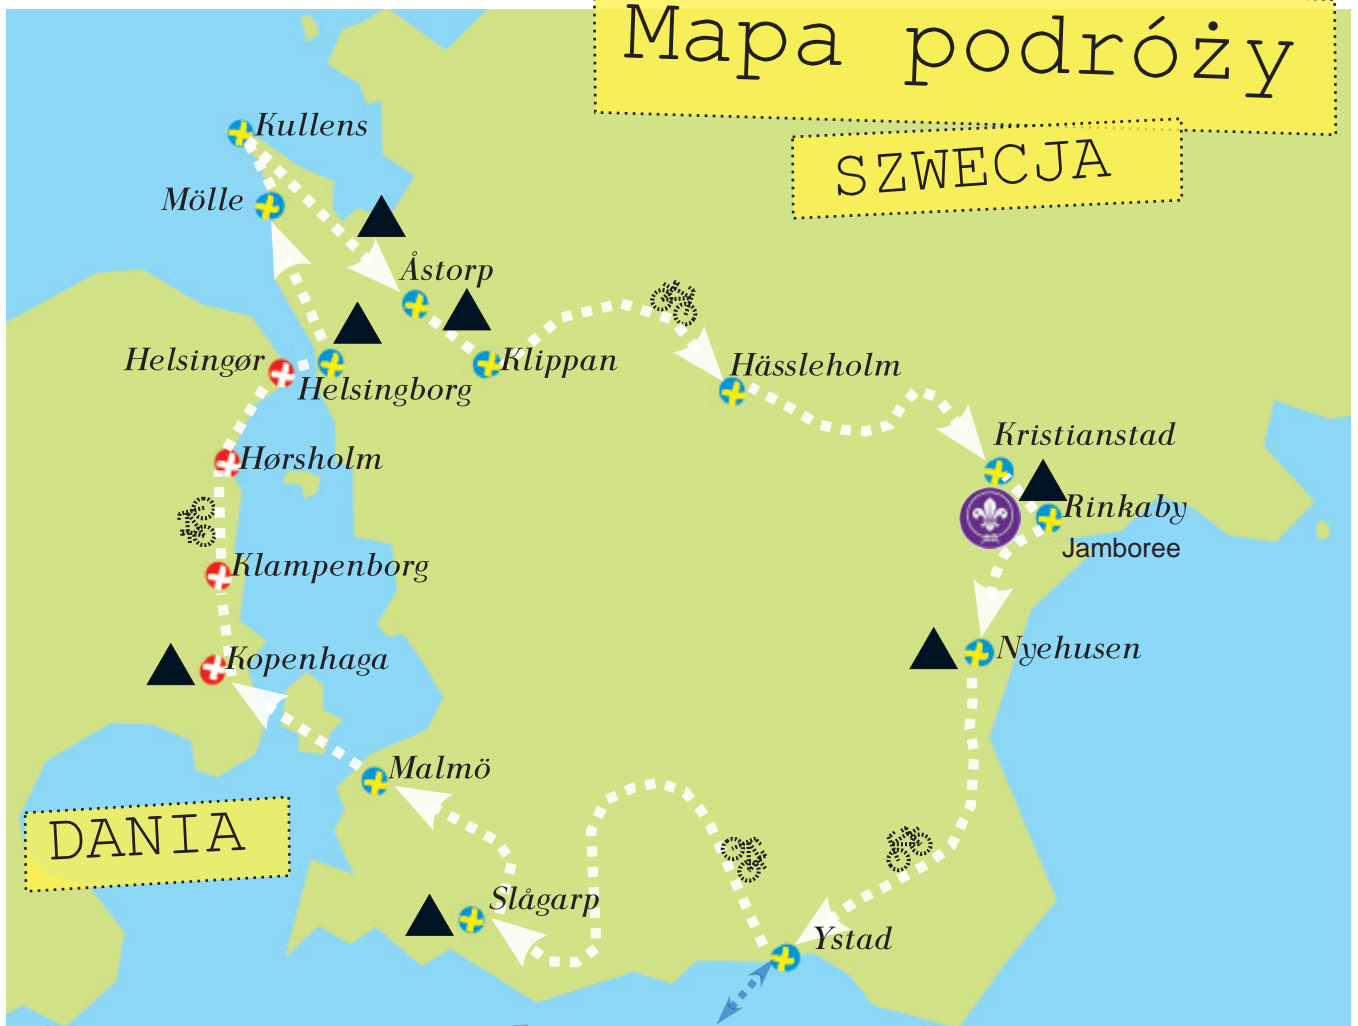 Mapa podróży
SZWECJA
Kullens
Mölle
Åstorp
Helsingør
Helsingborg
Klippan
Hässleholm
Hørsholm
Kristianstad
Rinkaby
Jamboree
Klampenborg
Kopenhaga
Nyehusen
Malmö
DANIA
Slågarp
Ystad